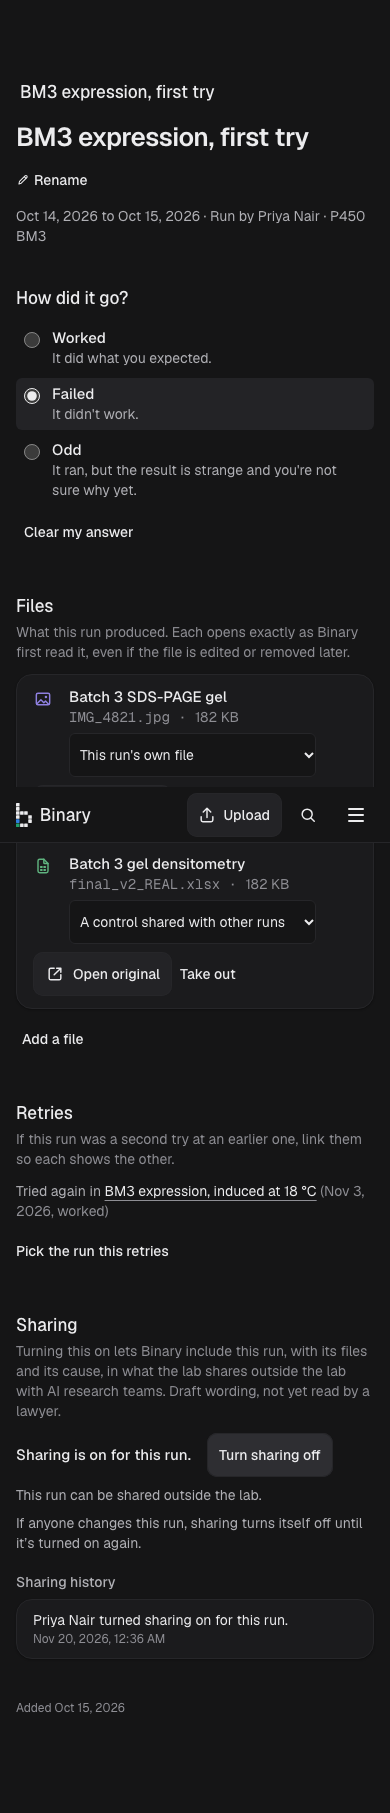 BM3 expression, first try
BM3 expression, first try
Rename
Oct 14, 2026 to Oct 15, 2026 · Run by Priya Nair · P450
BM3
How did it go?
Worked
It did what you expected.
Failed
It didn't work.
Odd
It ran, but the result is strange and you're not
sure why yet.
Clear my answer
Files
What this run produced. Each opens exactly as Binary
first read it, even if the file is edited or removed later.
Batch 3 SDS-PAGE gel
IMG_4821.jpg · 182 KB
This run's own file
Binary
Upload
Batch 3 gel densitometry
final_v2_REAL.xlsx · 182 KB
A control shared with other runs
Open original
Take out
Add a file
Retries
If this run was a second try at an earlier one, link them
so each shows the other.
Tried again in BM3 expression, induced at 18 °C (Nov 3,
2026, worked)
Pick the run this retries
Sharing
Turning this on lets Binary include this run, with its files
and its cause, in what the lab shares outside the lab
with AI research teams. Draft wording, not yet read by a
lawyer.
Sharing is on for this run.
Turn sharing off
This run can be shared outside the lab.
If anyone changes this run, sharing turns itself off until
it's turned on again.
Sharing history
Priya Nair turned sharing on for this run.
Nov 20, 2026, 12:36 AM
Added Oct 15, 2026